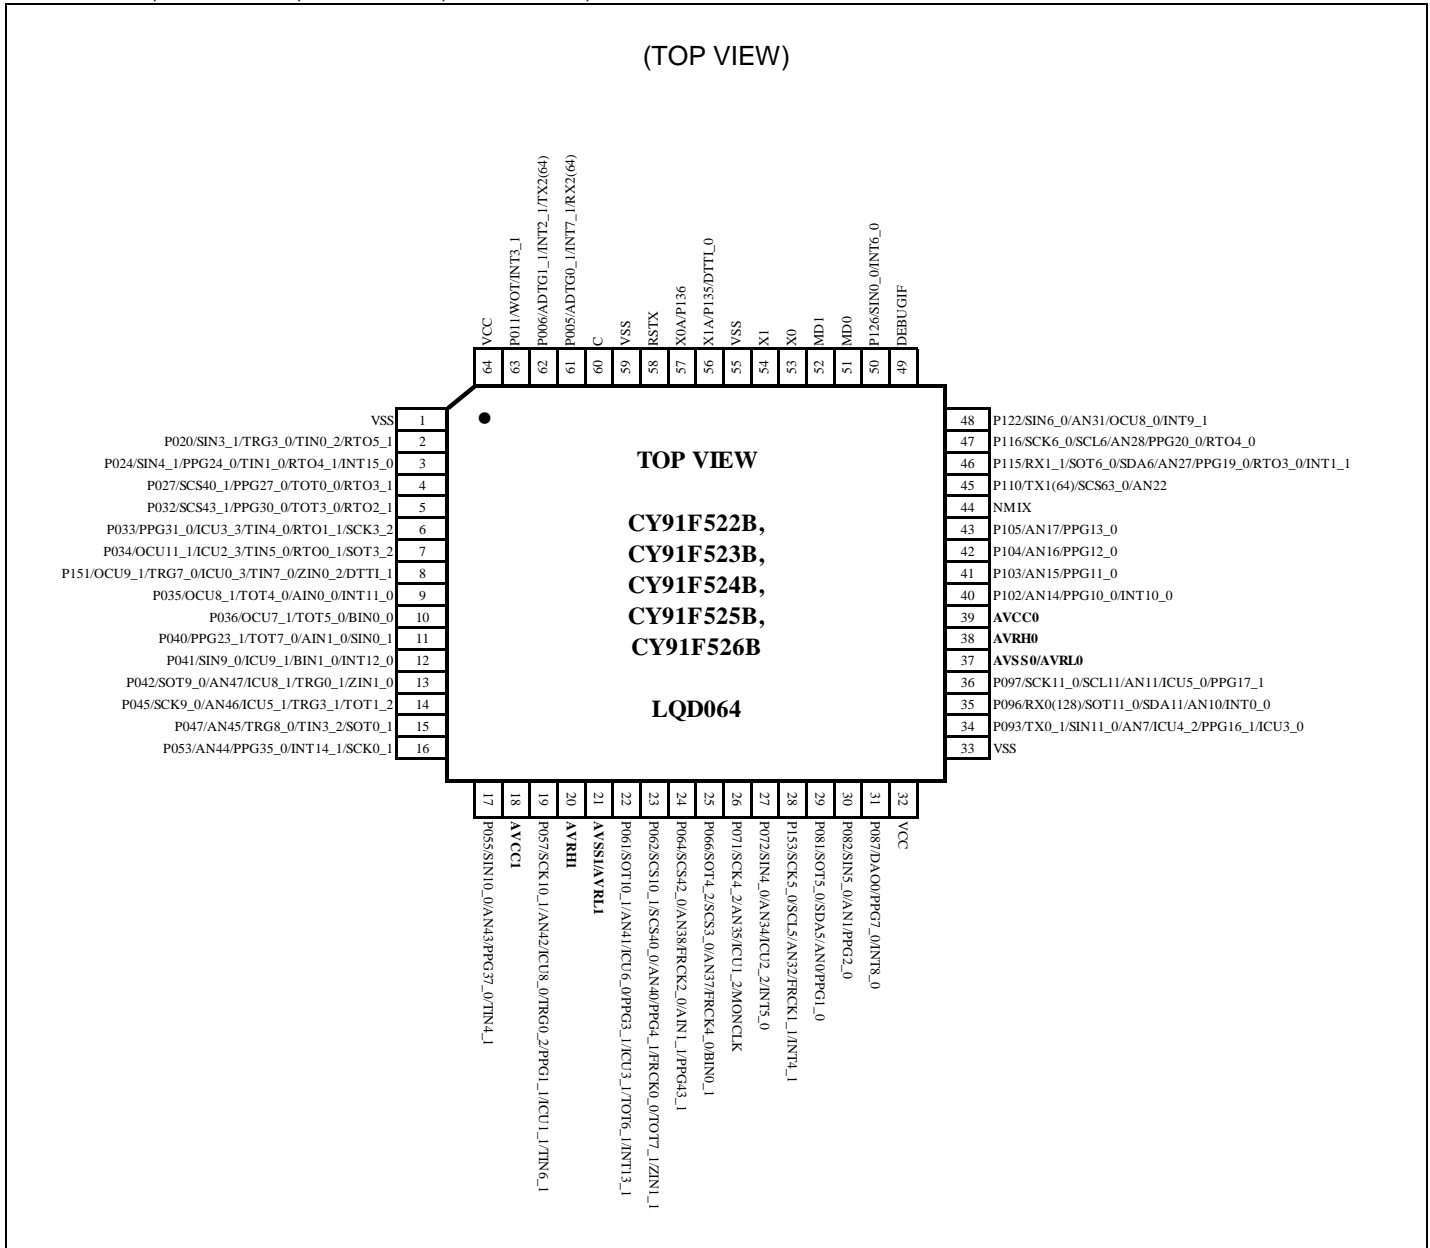 (TOP VIEW)
64 VCC
63 P011/WOT/INT3_1
62 P006/ADTG1_1/INT2_1/TX2(64)
61 P005/ADTG0_1/INT7_1/RX2(64)
60 C
59 VSS
58 RSTX
57 X0A/P136
56 X1A/P135/DTTI_0
55 VSS
54 X1
53 X0
52 MD1
51 MD0
50 P126/SIN0_0/INT6_0
49 DEBUGIF
VSS 1
P020/SIN3_1/TRG3_0/TIN0_2/RTO5_1 2
P024/SIN4_1/PPG24_0/TIN1_0/RTO4_1/INT15_0 3
P027/SCS40_1/PPG27_0/TOT0_0/RTO3_1 4
P032/SCS43_1/PPG30_0/TOT3_0/RTO2_1 5
P033/PPG31_0/ICU3_3/TIN4_0/RTO1_1/SCK3_2 6
P034/OCU11_1/ICU2_3/TIN5_0/RTO0_1/SOT3_2 7
P151/OCU9_1/TRG7_0/ICU0_3/TIN7_0/ZIN0_2/DTTI_1 8
P035/OCU8_1/TOT4_0/AIN0_0/INT11_0 9
P036/OCU7_1/TOT5_0/BIN0_0 10
P040/PPG23_1/TOT7_0/AIN1_0/SIN0_1 11
P041/SIN9_0/ICU9_1/BIN1_0/INT12_0 12
P042/SOT9_0/AN47/ICU8_1/TRG0_1/ZIN1_0 13
P045/SCK9_0/AN46/ICU5_1/TRG3_1/TOT1_2 14
P047/AN45/TRG8_0/TIN3_2/SOT0_1 15
P053/AN44/PPG35_0/INT14_1/SCK0_1 16
TOP VIEW
CY91F522B,
CY91F523B,
CY91F524B,
CY91F525B,
CY91F526B
LQD064
48 P122/SIN6_0/AN31/OCU8_0/INT9_1
47 P116/SCK6_0/SCL6/AN28/PPG20_0/RTO4_0
46 P115/RX1_1/SOT6_0/SDA6/AN27/PPG19_0/RTO3_0/INT1_1
45 P110/TX1(64)/SCS63_0/AN22
44 NMIX
43 P105/AN17/PPG13_0
42 P104/AN16/PPG12_0
41 P103/AN15/PPG11_0
40 P102/AN14/PPG10_0/INT10_0
39 AVCC0
38 AVRH0
37 AVSS0/AVRL0
36 P097/SCK11_0/SCL11/AN11/ICU5_0/PPG17_1
35 P096/RX0(128)/SOT11_0/SDA11/AN10/INT0_0
34 P093/TX0_1/SIN11_0/AN7/ICU4_2/PPG16_1/ICU3_0
33 VSS
17 P055/SIN10_0/AN43/PPG37_0/TIN4_1
18 AVCC1
19 P057/SCK10_1/AN42/ICU8_0/TRG0_2/PPG1_1/ICU1_1/TIN6_1
20 AVRH1
21 AVSS1/AVRL1
22 P061/SOT10_1/AN41/ICU6_0/PPG3_1/ICU3_1/TOT6_1/INT13_1
23 P062/SCS10_1/SCS40_0/AN40/PPG4_1/FRCK0_0/TOT7_1/ZIN1_1
24 P064/SCS42_0/AN38/FRCK2_0/AIN1_1/PPG43_1
25 P066/SOT4_2/SCS3_0/AN37/FRCK4_0/BIN0_1
26 P071/SCK4_2/AN35/ICU1_2/MONCLK
27 P072/SIN4_0/AN34/ICU2_2/INT5_0
28 P153/SCK5_0/SCL5/AN32/FRCK1_1/INT4_1
29 P081/SOT5_0/SDA5/AN0/PPG1_0
30 P082/SIN5_0/AN1/PPG2_0
31 P087/DAO0/PPG7_0/INT8_0
32 VCC